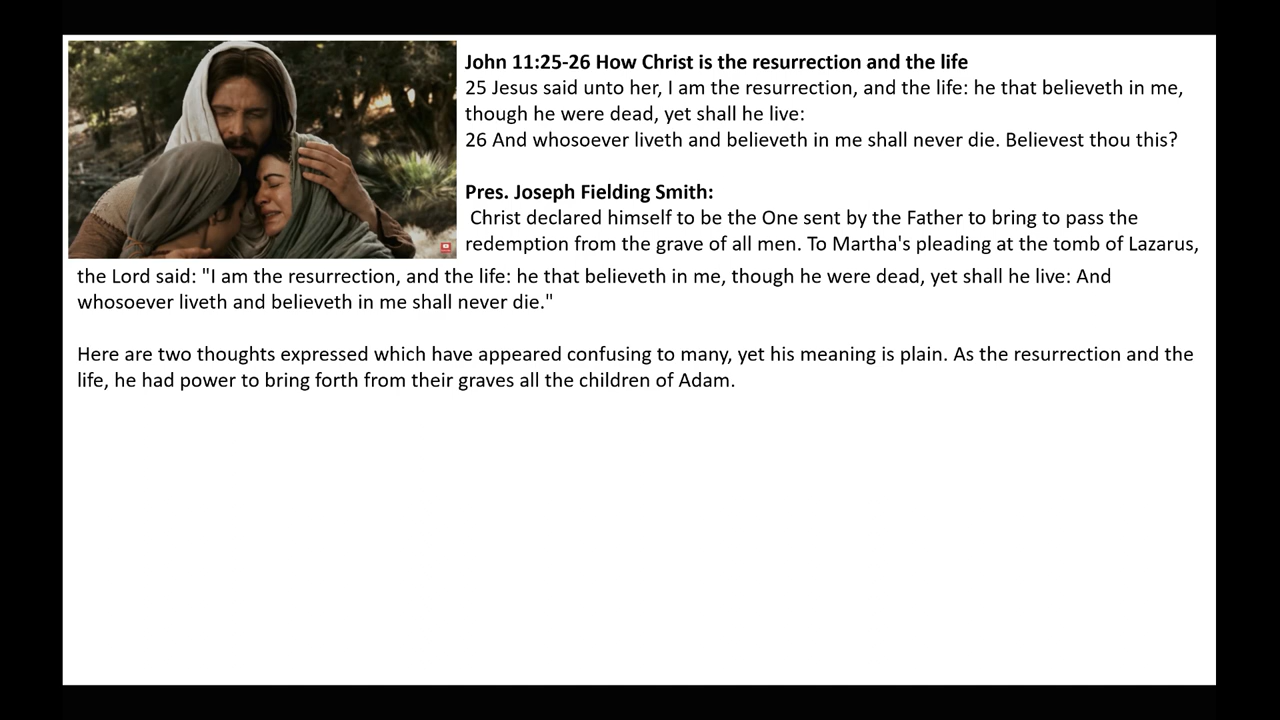 John 11:25-26 How Christ is the resurrection and the life
25 Jesus said unto her, I am the resurrection, and the life: he that believeth in me,
though he were dead, yet shall he live:
26 And whosoever liveth and believeth in me shall never die. Believest thou this?
Pres. Joseph Fielding Smith:
Christ declared himself to be the One sent by the Father to bring to pass the
redemption from the grave of all men. To Martha's pleading at the tomb of Lazarus,
the Lord said: "I am the resurrection, and the life: he that believeth in me, though he were dead, yet shall he live: And
whosoever liveth and believeth in me shall never die."
Here are two thoughts expressed which have appeared confusing to many, yet his meaning is plain. As the resurrection and the
life, he had power to bring forth from their graves all the children of Adam.